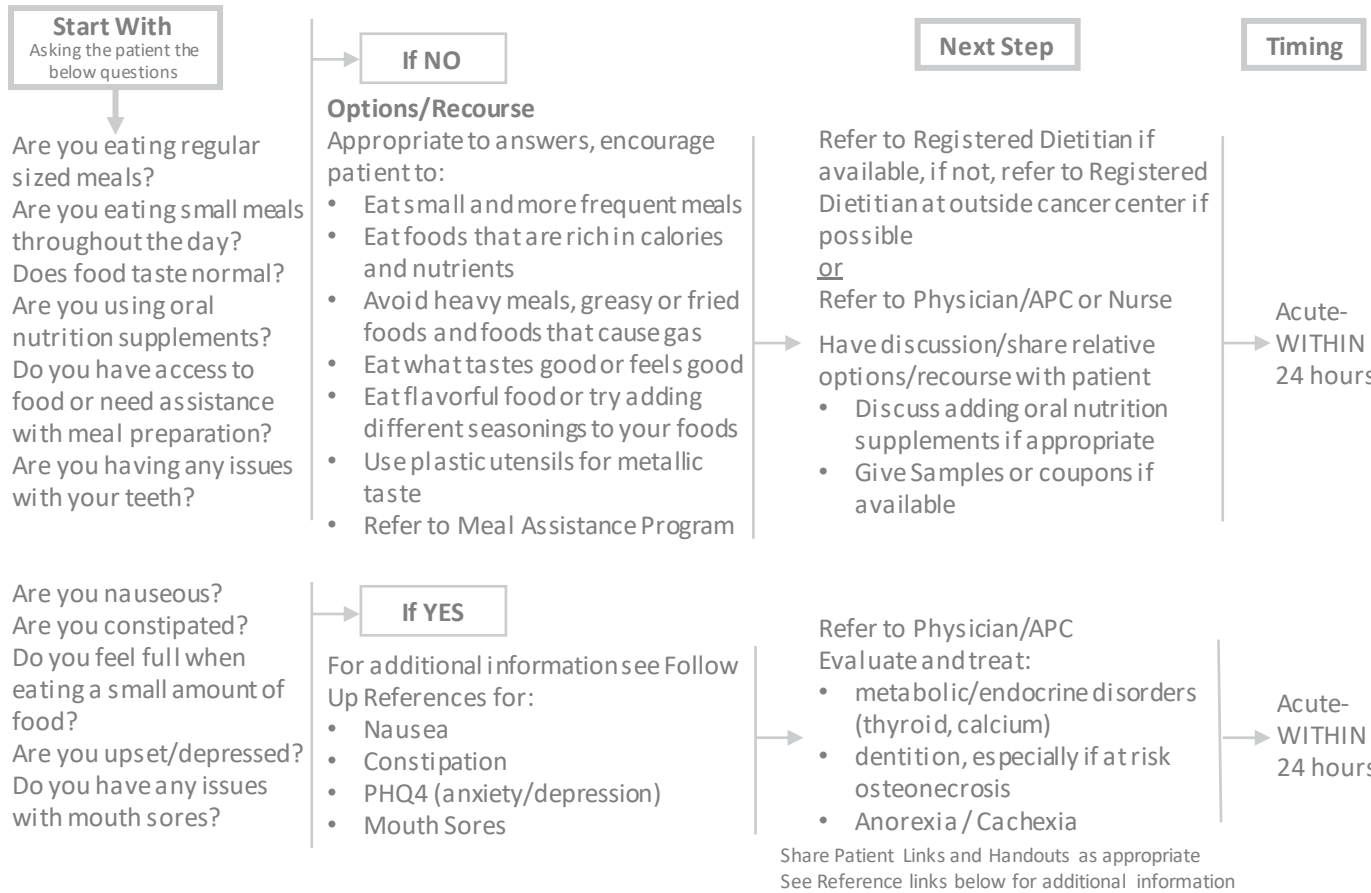 Start With
Asking the patient the
below questions
Are you eating regular
sized meals?
Are you eating small meals
throughout the day?
Does food taste normal?
Are you using oral
nutrition supplements?
Do you have access to
food or need assistance
with meal preparation?
Are you having any issues
with your teeth?
If NO
Options/Recourse
Appropriate to answers, encourage
patient to:
• Eat small and more frequent meals
• Eat foods that are rich in calories
and nutrients
• Avoid heavy meals, greasy or fried
foods and foods that cause gas
• Eat what tastes good or feels good
• Eat flavorful food or try adding
different seasonings to your foods
• Use plastic utensils for metallic
taste
• Refer to Meal Assistance Program
Next Step
Refer to Registered Dietitian if
available, if not, refer to Registered
Dietitian at outside cancer center if
possible
or
Refer to Physician/APC or Nurse
Have discussion/share relative
options/recourse with patient
• Discuss adding oral nutrition
supplements if appropriate
• Give Samples or coupons if
available
Timing
Acute-
WITHIN
24 hours
Are you nauseous?
Are you constipated?
Do you feel full when
eating a small amount of
food?
Are you upset/depressed?
Do you have any issues
with mouth sores?
If YES
For additional information see Follow
Up References for:
• Nausea
• Constipation
• PHQ4 (anxiety/depression)
• Mouth Sores
Refer to Physician/APC
Evaluate and treat:
• metabolic/endocrine disorders
(thyroid, calcium)
• dentition, especially if at risk
osteonecrosis
• Anorexia / Cachexia
Acute-
WITHIN
24 hours
Share Patient Links and Handouts as appropriate
See Reference links below for additional information